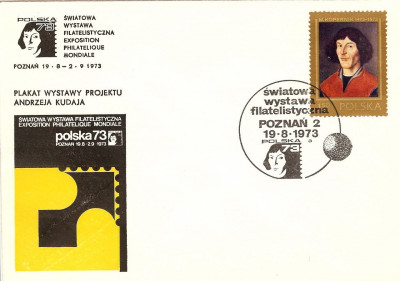 POLSKA
73
ŚWIATOWA
WYSTAWA
FILATELISTYCZNA
EXPOSITION
PHILATELIQUE
MONDIALE
POZNAŃ 19 - 8 - 2 - 9 1973
PLAKAT WYSTAWY PROJEKTU
ANDRZEJA KUDAJA
ŚWIATOWA WYSTAWA FILATELISTYCZNA
EXPOSITION PHILATELIQUE MONDIALE
polska 73
POZNAŃ 19.8-2.9 1973
POLSKA
światowa
wystawa
filatelistyczna
POZNAŃ 2
19-8-1973
POLSKA a
73